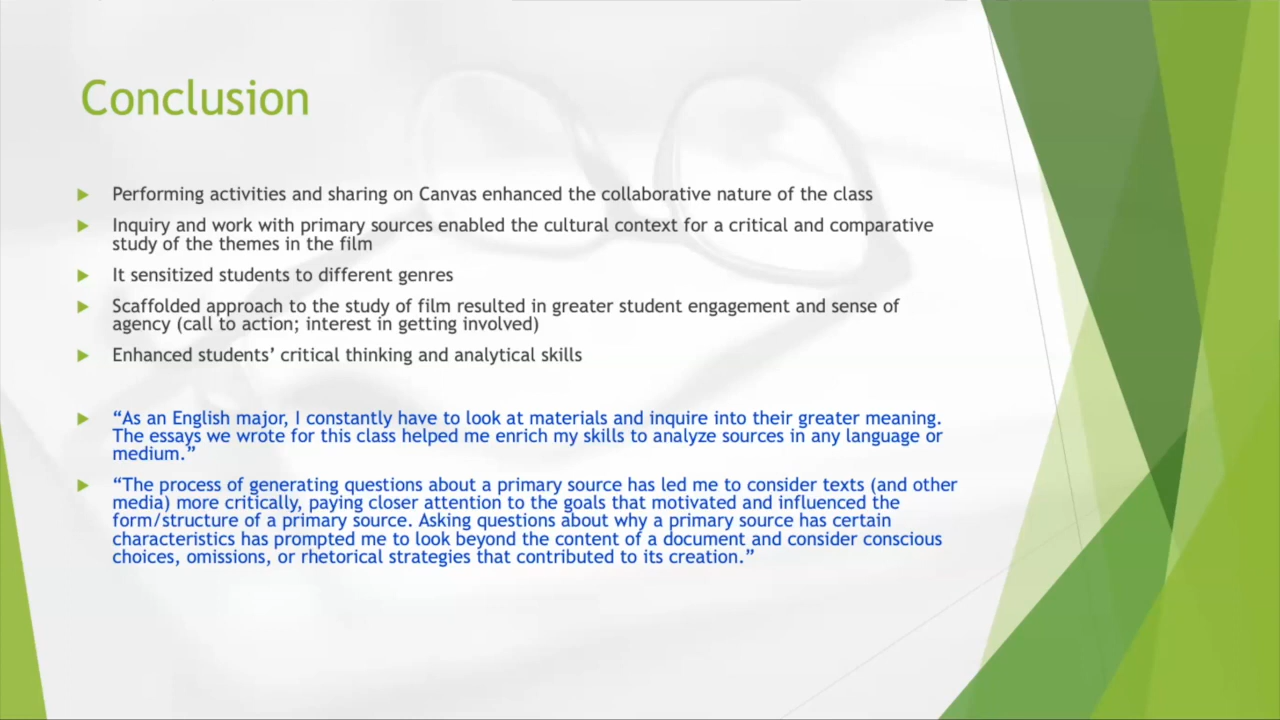 Conclusion
Performing activities and sharing on Canvas enhanced the collaborative nature of the class
Inquiry and work with primary sources enabled the cultural context for a critical and comparative
study of the themes in the film
It sensitized students to different genres
Scaffolded approach to the study of film resulted in greater student engagement and sense of
agency (call to action; interest in getting involved)
Enhanced students’ critical thinking and analytical skills
“As an English major, I constantly have to look at materials and inquire into their greater meaning.
The essays we wrote for this class helped me enrich my skills to analyze sources in any language or
medium.”
“The process of generating questions about a primary source has led me to consider texts (and other
media) more critically, paying closer attention to the goals that motivated and influenced the
form/structure of a primary source. Asking questions about why a primary source has certain
characteristics has prompted me to look beyond the content of a document and consider conscious
choices, omissions, or rhetorical strategies that contributed to its creation.”